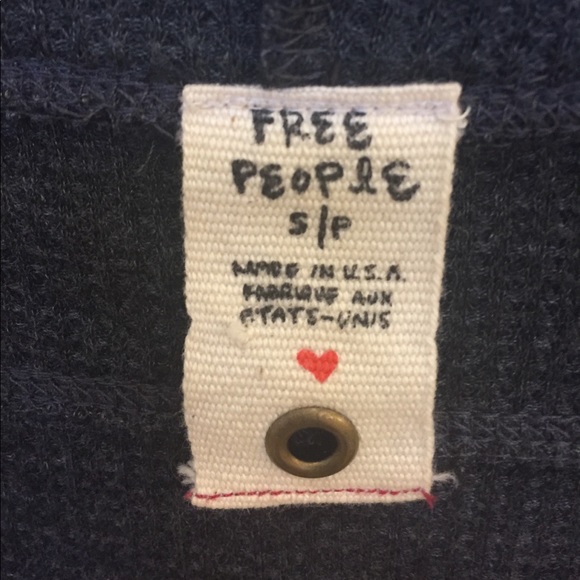 FREE
PEOPLE
S/P
MADE IN U.S.A.
FABRIQUE AUX
ETATS-UNIS